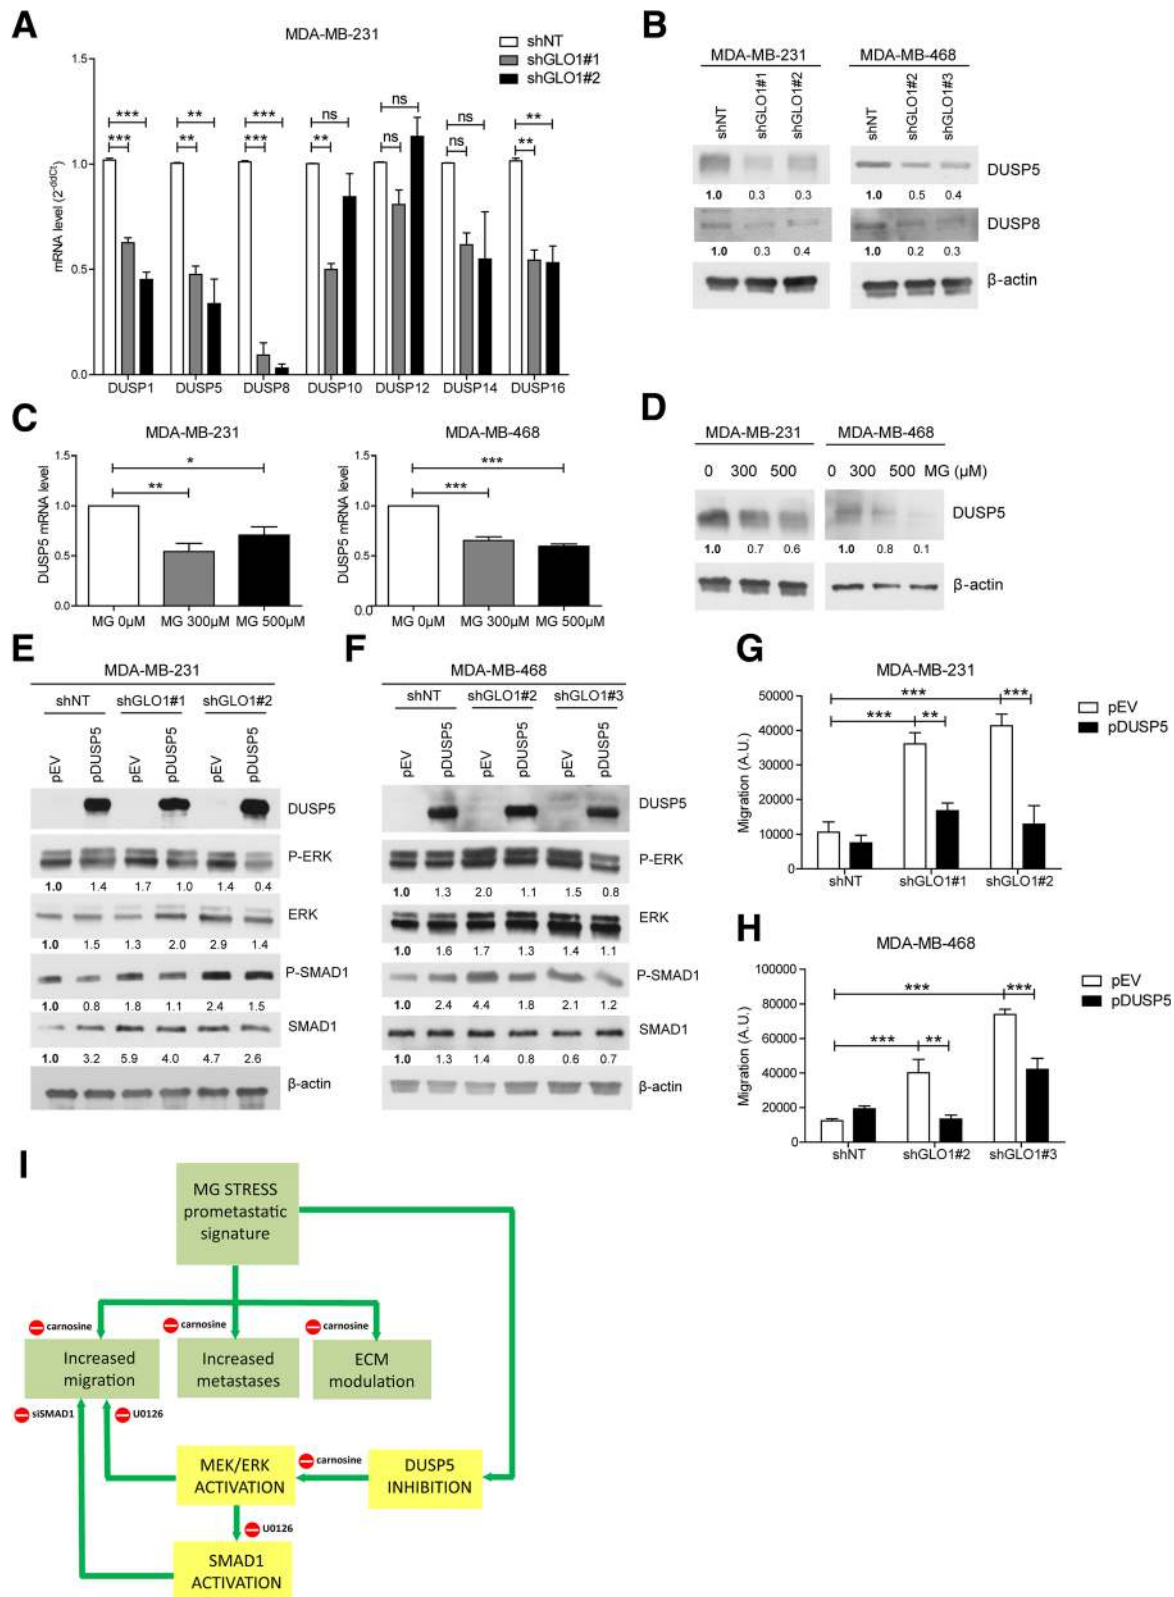 A
MDA-MB-231
shNT
shGLO1#1
shGLO1#2
mRNA level (2^-ddCt)
1.5
1.0
0.5
0.0
*** ** *** ns ns ns **
*** ** *** ** ns ns **
DUSP1 DUSP5 DUSP8 DUSP10 DUSP12 DUSP14 DUSP16
B
MDA-MB-231 MDA-MB-468
shNT shGLO1#1 shGLO1#2 shNT shGLO1#2 shGLO1#3
DUSP5
1.0 0.3 0.3 1.0 0.5 0.4
DUSP8
1.0 0.3 0.4 1.0 0.2 0.3
β-actin
C
MDA-MB-231
DUSP5 mRNA level
1.5
1.0
0.5
0.0
*
**
MG 0μM MG 300μM MG 500μM
MDA-MB-468
DUSP5 mRNA level
1.5
1.0
0.5
0.0
***
***
MG 0μM MG 300μM MG 500μM
D
MDA-MB-231 MDA-MB-468
0 300 500 0 300 500 MG (μM)
DUSP5
1.0 0.7 0.6 1.0 0.8 0.1
β-actin
E
MDA-MB-231
shNT shGLO1#1 shGLO1#2
pEV pDUSP5 pEV pDUSP5 pEV pDUSP5
DUSP5
P-ERK
1.0 1.4 1.7 1.0 1.4 0.4
ERK
1.0 1.5 1.3 2.0 2.9 1.4
P-SMAD1
1.0 0.8 1.8 1.1 2.4 1.5
SMAD1
1.0 3.2 5.9 4.0 4.7 2.6
β-actin
F
MDA-MB-468
shNT shGLO1#2 shGLO1#3
pEV pDUSP5 pEV pDUSP5 pEV pDUSP5
DUSP5
P-ERK
1.0 1.3 2.0 1.1 1.5 0.8
ERK
1.0 1.6 1.7 1.3 1.4 1.1
P-SMAD1
1.0 2.4 4.4 1.8 2.1 1.2
SMAD1
1.0 1.3 1.4 0.8 0.6 0.7
β-actin
G
MDA-MB-231
pEV
pDUSP5
Migration (A.U.)
50000
40000
30000
20000
10000
0
*** ***
*** **
shNT shGLO1#1 shGLO1#2
H
MDA-MB-468
pEV
pDUSP5
Migration (A.U.)
100000
80000
60000
40000
20000
0
*** ***
*** **
shNT shGLO1#2 shGLO1#3
I
MG STRESS
prometastatic
signature
carnosine carnosine carnosine
Increased
migration
Increased
metastases
ECM
modulation
siSMAD1 U0126
carnosine
MEK/ERK
ACTIVATION
DUSP5
INHIBITION
U0126
SMAD1
ACTIVATION